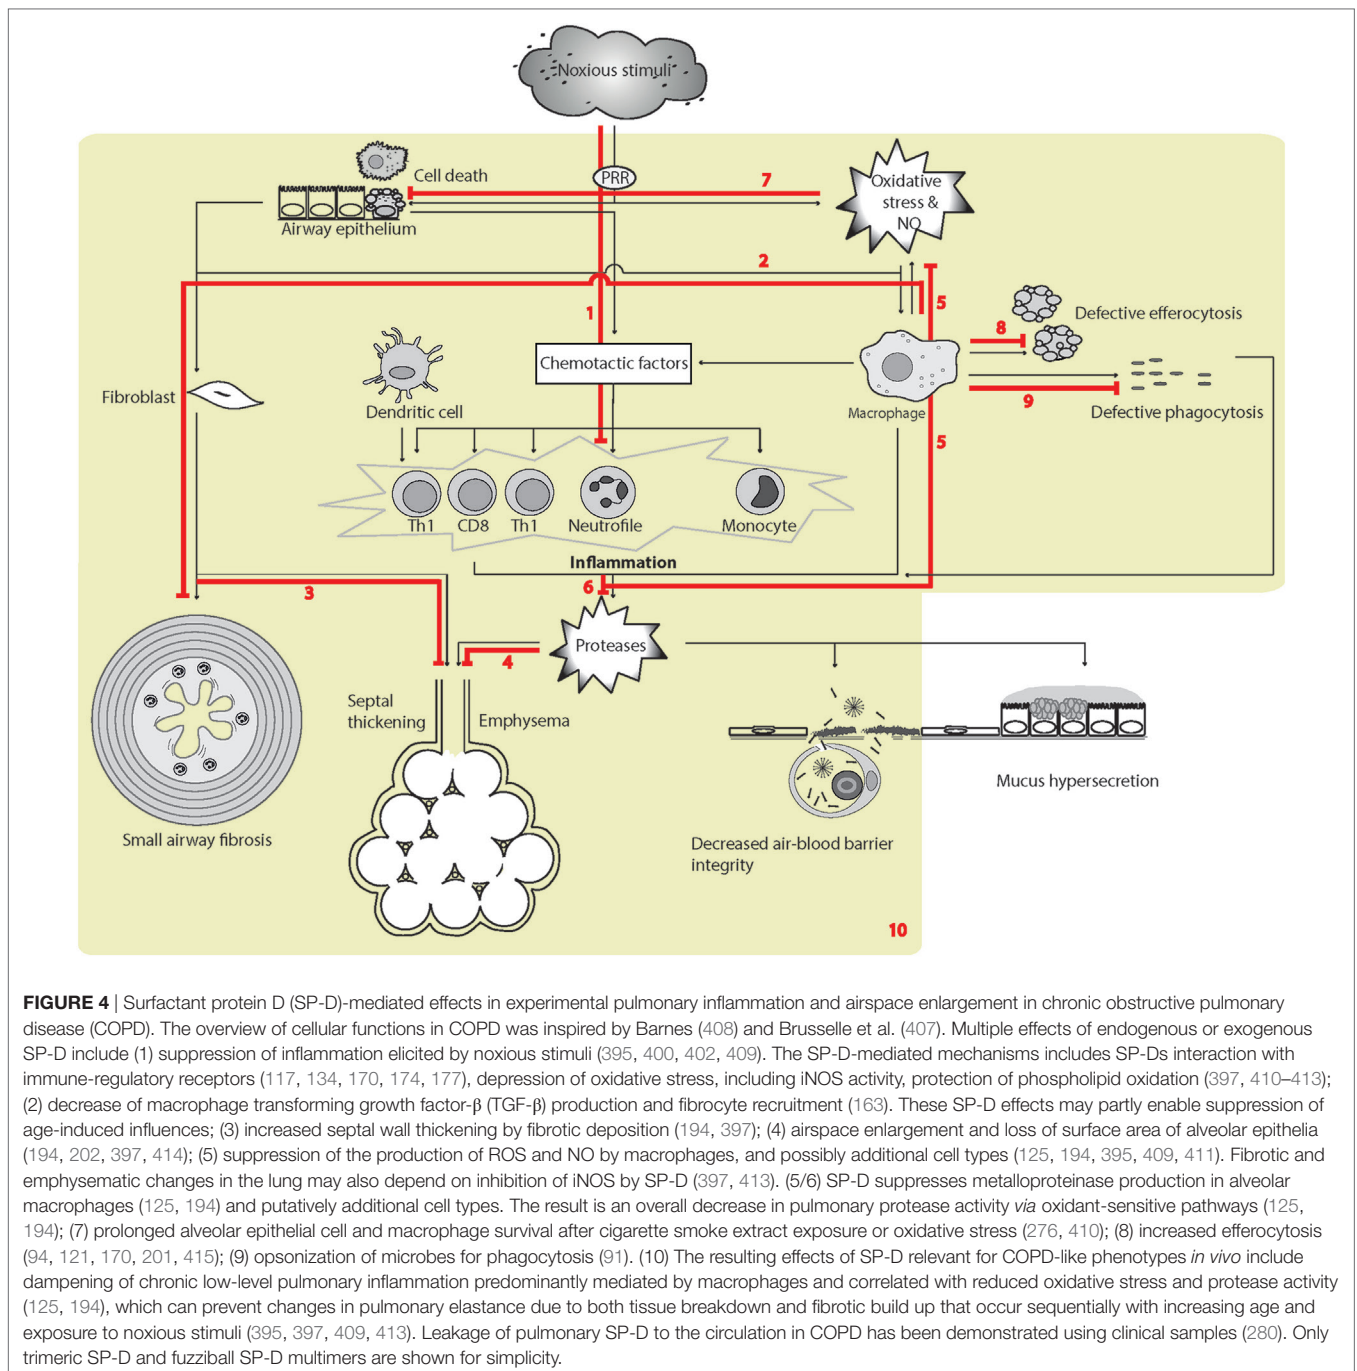 Noxious stimuli
PRR
7
Cell death
Oxidative
stress &
NO
Airway epithelium
2
5
1
8
Defective efferocytosis
Chemotactic factors
Fibroblast
Dendritic cell
Macrophage
9
Defective phagocytosis
5
Th1
CD8
Th1
Neutrofile
Monocyte
Inflammation
6
3
Proteases
4
Septal
thickening
Emphysema
Mucus hypersecretion
Small airway fibrosis
Decreased air-blood barrier
integrity
10
FIGURE 4 | Surfactant protein D (SP-D)-mediated effects in experimental pulmonary inflammation and airspace enlargement in chronic obstructive pulmonary
disease (COPD). The overview of cellular functions in COPD was inspired by Barnes (408) and Brusselle et al. (407). Multiple effects of endogenous or exogenous
SP-D include (1) suppression of inflammation elicited by noxious stimuli (395, 400, 402, 409). The SP-D-mediated mechanisms includes SP-Ds interaction with
immune-regulatory receptors (117, 134, 170, 174, 177), depression of oxidative stress, including iNOS activity, protection of phospholipid oxidation (397, 410–413);
(2) decrease of macrophage transforming growth factor-β (TGF-β) production and fibrocyte recruitment (163). These SP-D effects may partly enable suppression of
age-induced influences; (3) increased septal wall thickening by fibrotic deposition (194, 397); (4) airspace enlargement and loss of surface area of alveolar epithelia
(194, 202, 397, 414); (5) suppression of the production of ROS and NO by macrophages, and possibly additional cell types (125, 194, 395, 409, 411). Fibrotic and
emphysematic changes in the lung may also depend on inhibition of iNOS by SP-D (397, 413). (5/6) SP-D suppresses metalloproteinase production in alveolar
macrophages (125, 194) and putatively additional cell types. The result is an overall decrease in pulmonary protease activity via oxidant-sensitive pathways (125,
194); (7) prolonged alveolar epithelial cell and macrophage survival after cigarette smoke extract exposure or oxidative stress (276, 410); (8) increased efferocytosis
(94, 121, 170, 201, 415); (9) opsonization of microbes for phagocytosis (91). (10) The resulting effects of SP-D relevant for COPD-like phenotypes in vivo include
dampening of chronic low-level pulmonary inflammation predominantly mediated by macrophages and correlated with reduced oxidative stress and protease activity
(125, 194), which can prevent changes in pulmonary elastance due to both tissue breakdown and fibrotic build up that occur sequentially with increasing age and
exposure to noxious stimuli (395, 397, 409, 413). Leakage of pulmonary SP-D to the circulation in COPD has been demonstrated using clinical samples (280). Only
trimeric SP-D and fuzziball SP-D multimers are shown for simplicity.